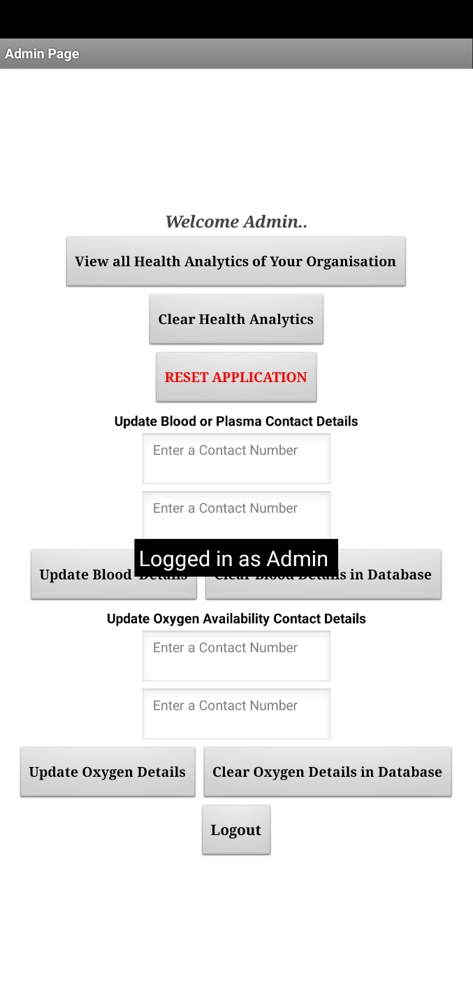 Admin Page
Welcome Admin..
View all Health Analytics of Your Organisation
Clear Health Analytics
RESET APPLICATION
Update Blood or Plasma Contact Details
Enter a Contact Number
Enter a Contact Number
Logged in as Admin
Update Blood Details
Clear Blood Details in Database
Update Oxygen Availability Contact Details
Enter a Contact Number
Enter a Contact Number
Update Oxygen Details
Clear Oxygen Details in Database
Logout